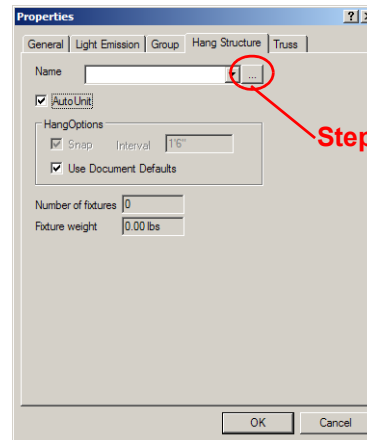 Properties ? x
General Light Emission Group Hang Structure Truss
Name ...
AutoUnit
HangOptions
Snap Interval 1'6"
Step
Use Document Defaults
Number of fixtures 0
Fixture weight 0.00 lbs
OK Cancel